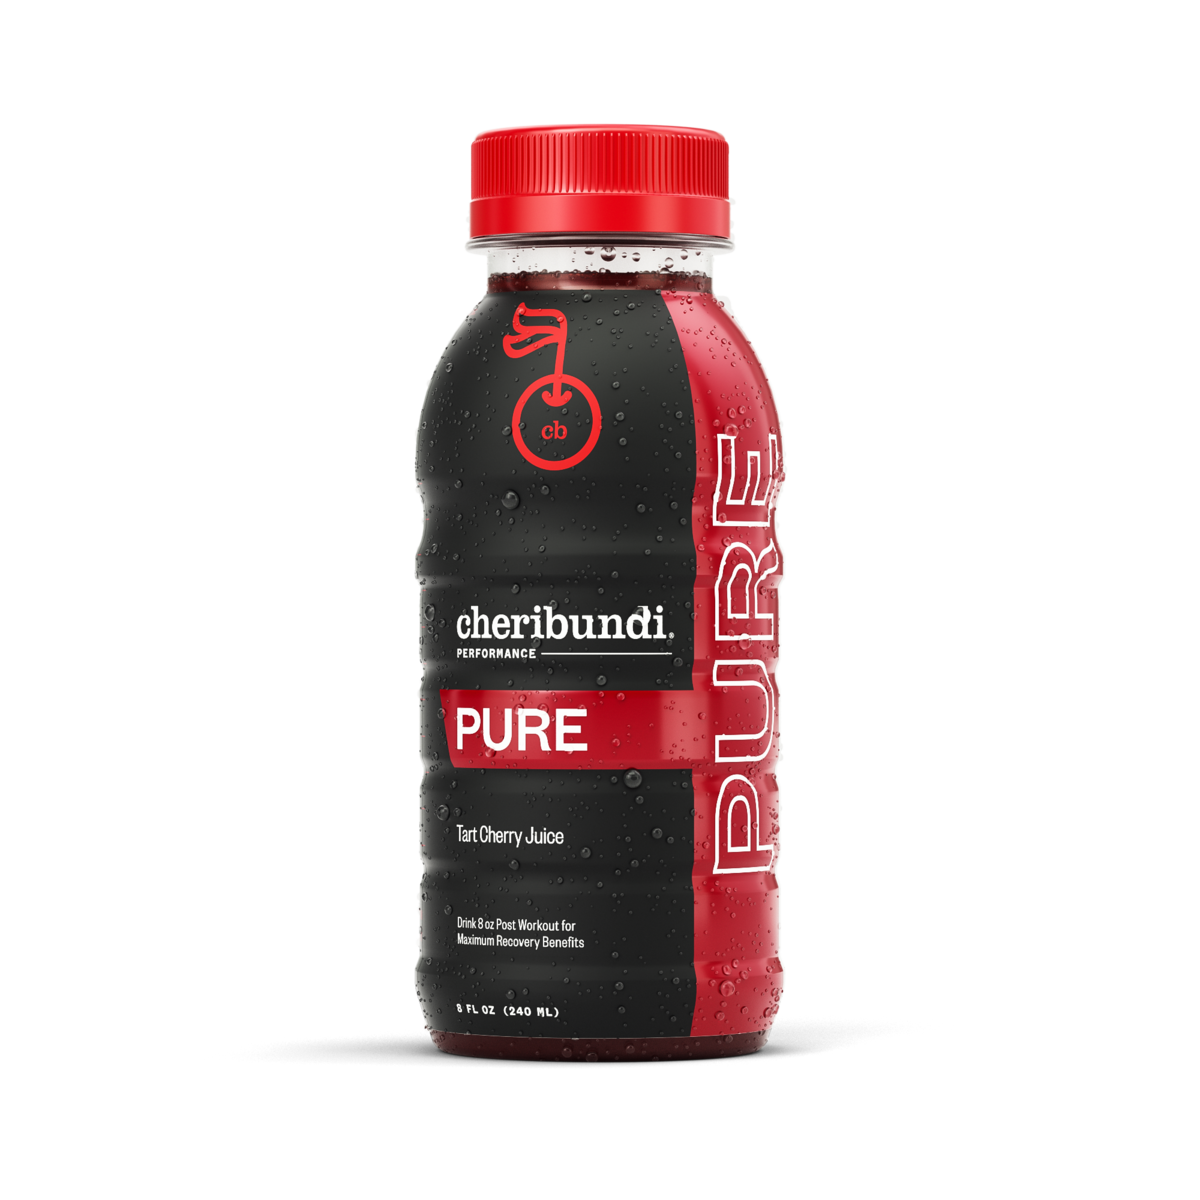 cb
cheribundi®
PERFORMANCE
PURE
Tart Cherry Juice
Drink 8 oz Post Workout for
Maximum Recovery Benefits
8 FL OZ (240 ML)
PURE